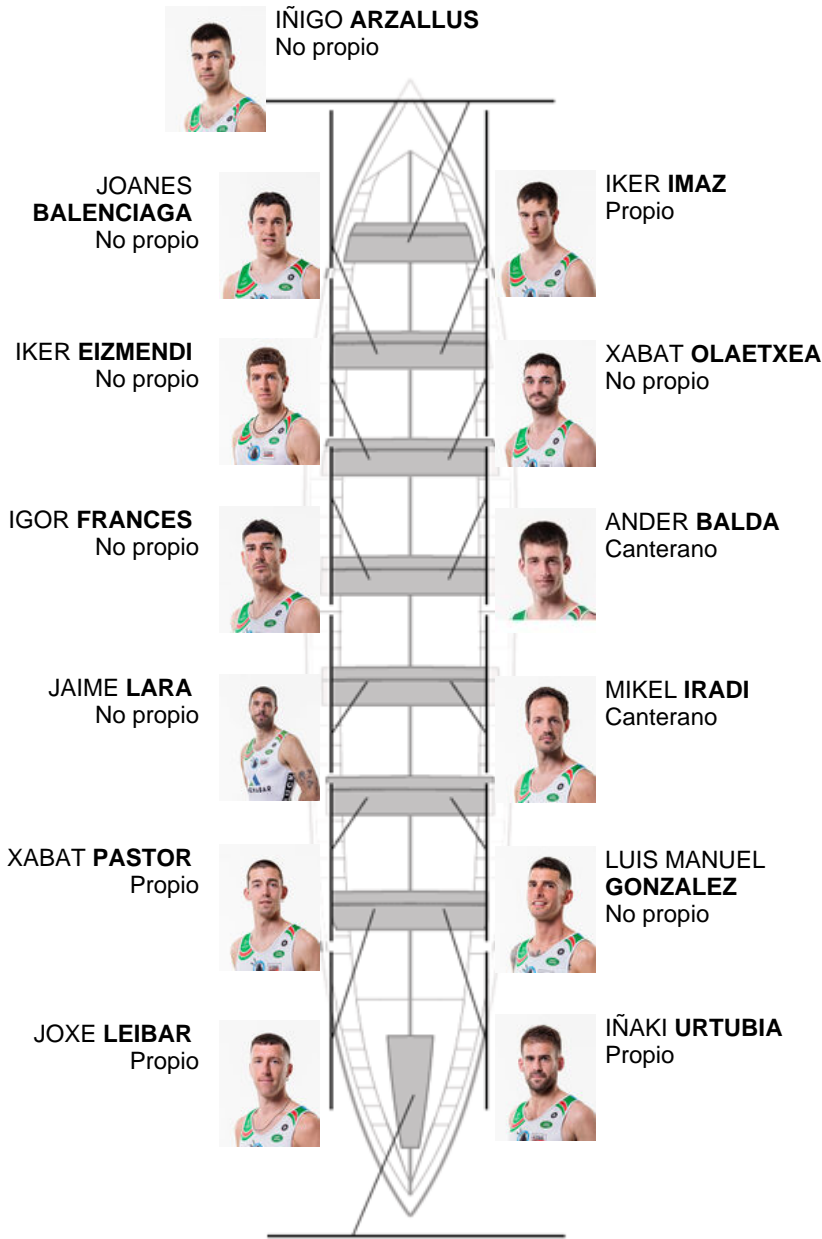 IÑIGO ARZALLUS
No propio
JOANES
BALENCIAGA
No propio
IKER IMAZ
Propio
IKER EIZMENDI
No propio
XABAT OLAETXEA
No propio
IGOR FRANCES
No propio
ANDER BALDA
Canterano
JAIME LARA
No propio
MIKEL IRADI
Canterano
XABAT PASTOR
Propio
LUIS MANUEL
GONZALEZ
No propio
JOXE LEIBAR
Propio
IÑAKI URTUBIA
Propio